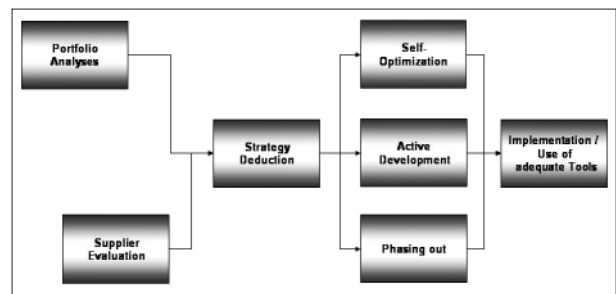 Portfolio
Analyses
Self-
Optimization
Strategy
Deduction
Active
Development
Implementation /
Use of
adequate Tools
Supplier
Evaluation
Phasing out